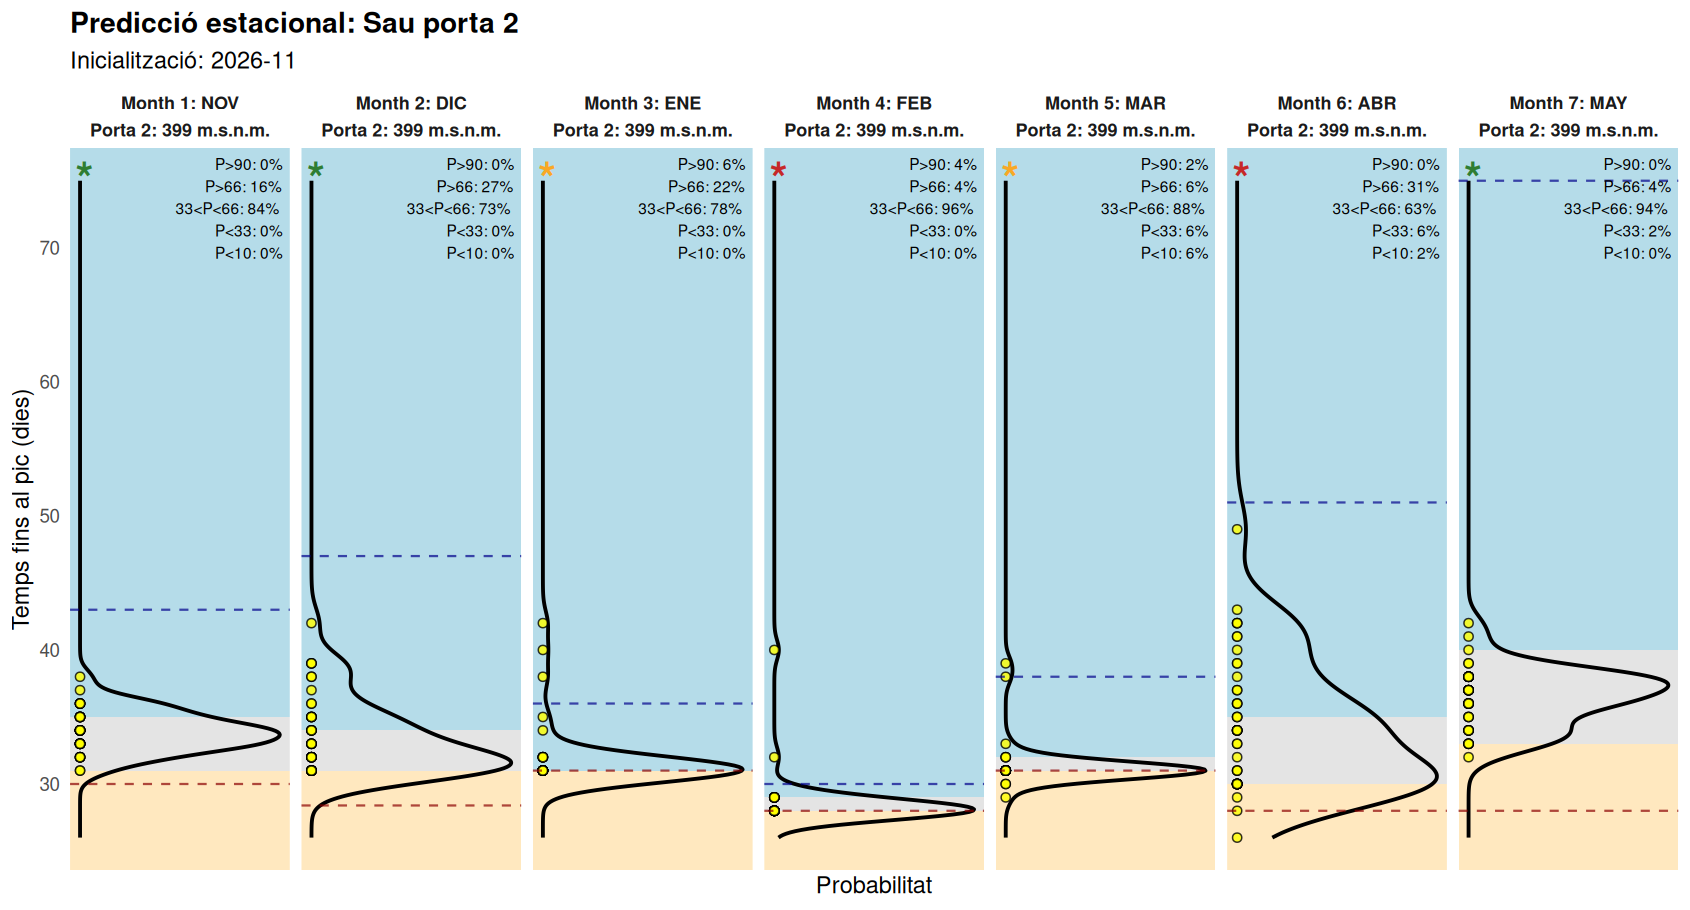 Predicció estacional: Sau porta 2
Inicialització: 2026-11
Month 1: NOV
Porta 2: 399 m.s.n.m.
Month 2: DIC
Porta 2: 399 m.s.n.m.
Month 3: ENE
Porta 2: 399 m.s.n.m.
Month 4: FEB
Porta 2: 399 m.s.n.m.
Month 5: MAR
Porta 2: 399 m.s.n.m.
Month 6: ABR
Porta 2: 399 m.s.n.m.
Month 7: MAY
Porta 2: 399 m.s.n.m.
*
P>90: 0%
P>66: 16%
33<P<66: 84%
P<33: 0%
P<10: 0%
*
P>90: 0%
P>66: 27%
33<P<66: 73%
P<33: 0%
P<10: 0%
*
P>90: 6%
P>66: 22%
33<P<66: 78%
P<33: 0%
P<10: 0%
*
P>90: 4%
P>66: 4%
33<P<66: 96%
P<33: 0%
P<10: 0%
*
P>90: 2%
P>66: 6%
33<P<66: 88%
P<33: 6%
P<10: 6%
*
P>90: 0%
P>66: 31%
33<P<66: 63%
P<33: 6%
P<10: 2%
*
P>90: 0%
P>66: 4%
33<P<66: 94%
P<33: 2%
P<10: 0%
Temps fins al pic (dies)
70
60
50
40
30
Probabilitat